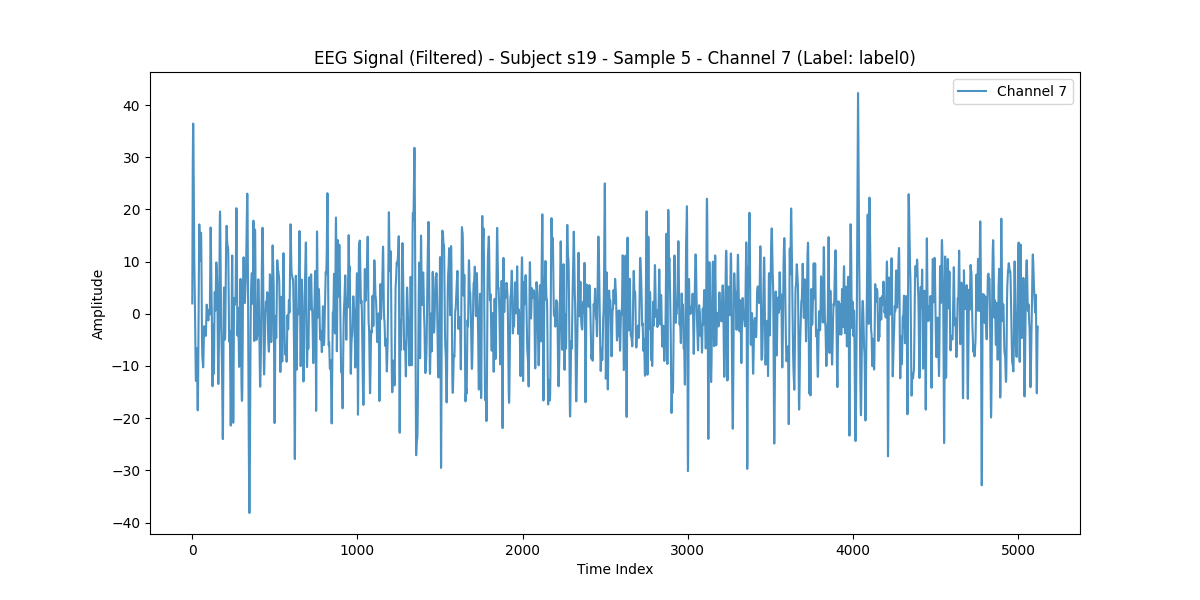 EEG Signal (Filtered) - Subject s19 - Sample 5 - Channel 7 (Label: label0)
Channel 7
40
30
20
10
0
−10
−20
−30
−40
Amplitude
0 1000 2000 3000 4000 5000
Time Index